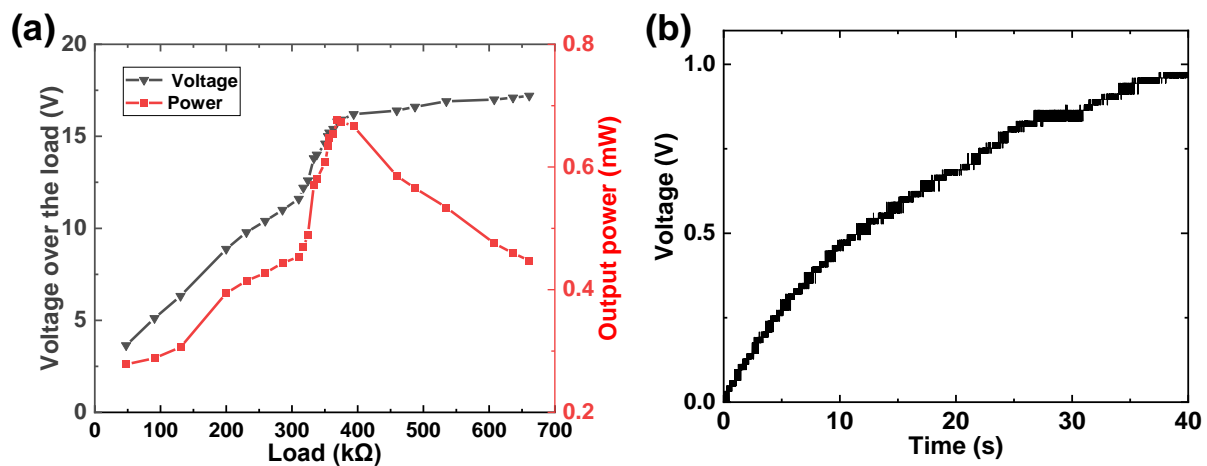 (a)
Voltage over the load (V)
20
15
10
5
0
Voltage
Power
0.8
0.6
0.4
0.2
Output power (mW)
0 100 200 300 400 500 600 700
Load (kΩ)
(b)
Voltage (V)
1.0
0.5
0.0
0 10 20 30 40
Time (s)